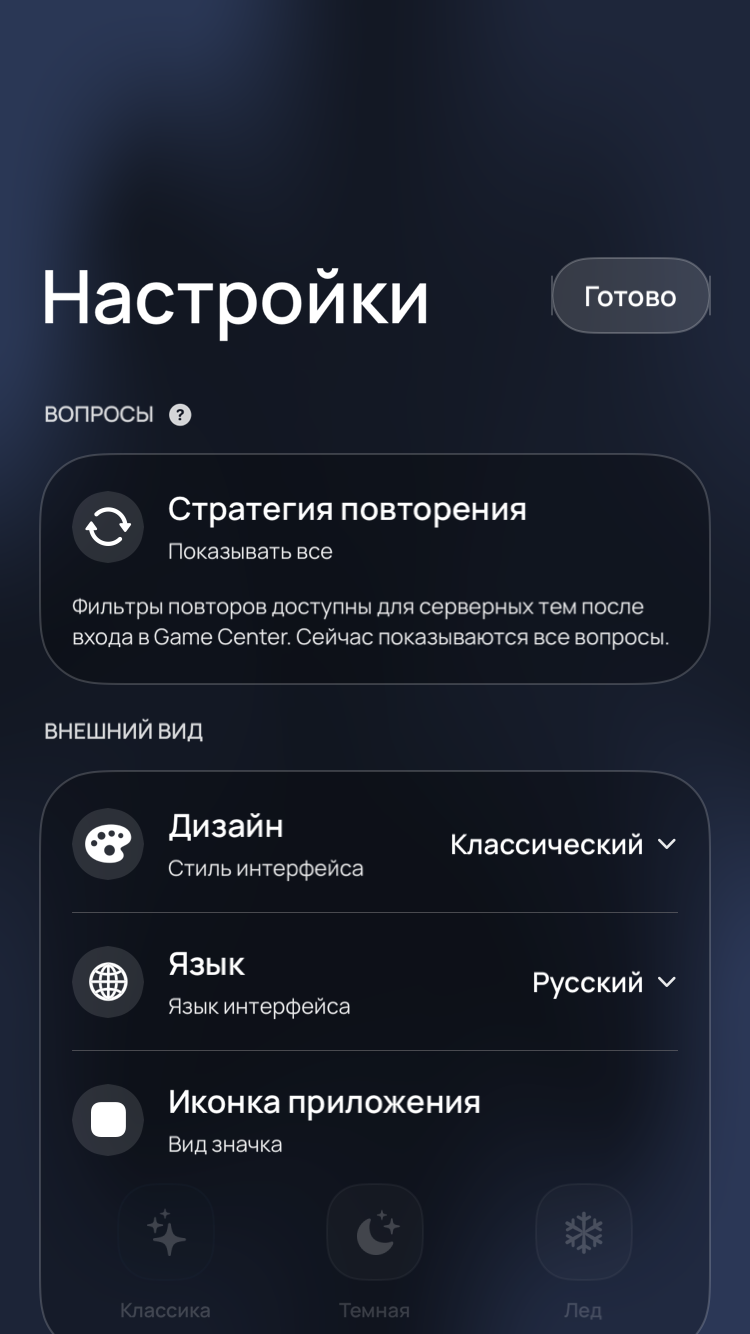 Настройки
Готово
ВОПРОСЫ ?
Стратегия повторения
Показывать все
Фильтры повторов доступны для серверных тем после
входа в Game Center. Сейчас показываются все вопросы.
ВНЕШНИЙ ВИД
Дизайн
Стиль интерфейса
Классический
Язык
Язык интерфейса
Русский
Иконка приложения
Вид значка
Классика
Темная
Лед